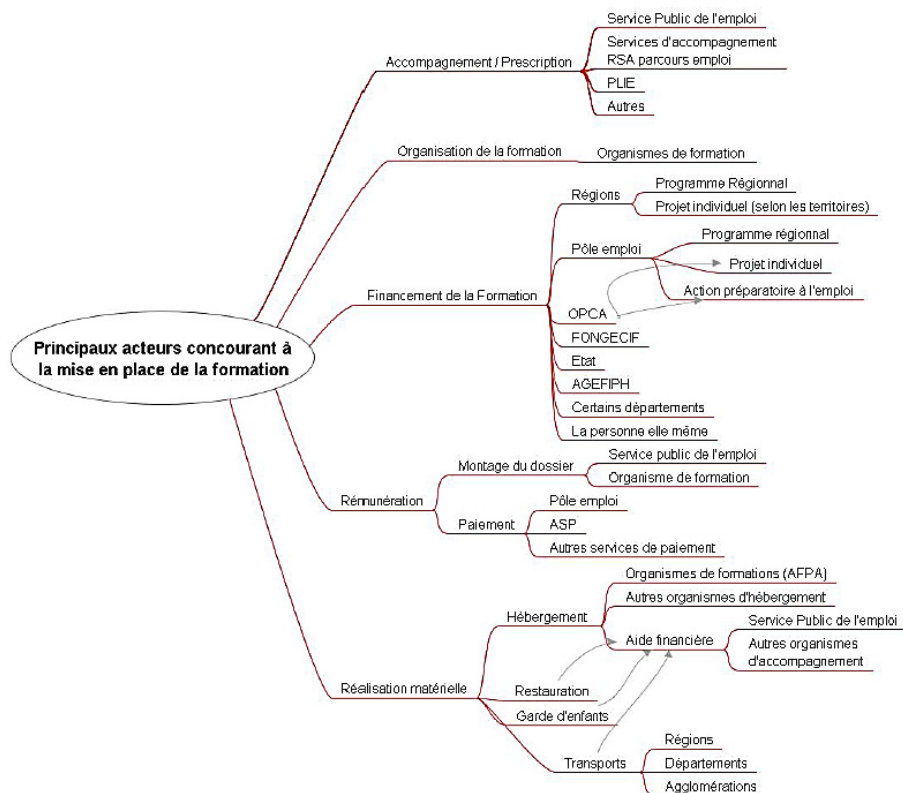 Service Public de l'emploi
Services d'accompagnement
RSA parcours emploi
Accompagnement / Prescription
PLIE
Autres
Organisation de la formation
Organismes de formation
Régions
Programme Régionnal
Projet individuel (selon les territoires)
Pôle emploi
Programme régionnal
Projet individuel
Action préparatoire à l'emploi
Financement de la Formation
OPCA
FONGECIF
Etat
AGEFIPH
Certains départements
La personne elle même
Principaux acteurs concourant à
la mise en place de la formation
Rémnunération
Montage du dossier
Service public de l'emploi
Organisme de formation
Paiement
Pôle emploi
ASP
Autres services de paiement
Réalisation matérielle
Hébergement
Organismes de formations (AFPA)
Autres organismes d'hébergement
Aide financière
Service Public de l'emploi
Autres organismes
d'accompagnement
Restauration
Garde d'enfants
Transports
Régions
Départements
Agglomérations